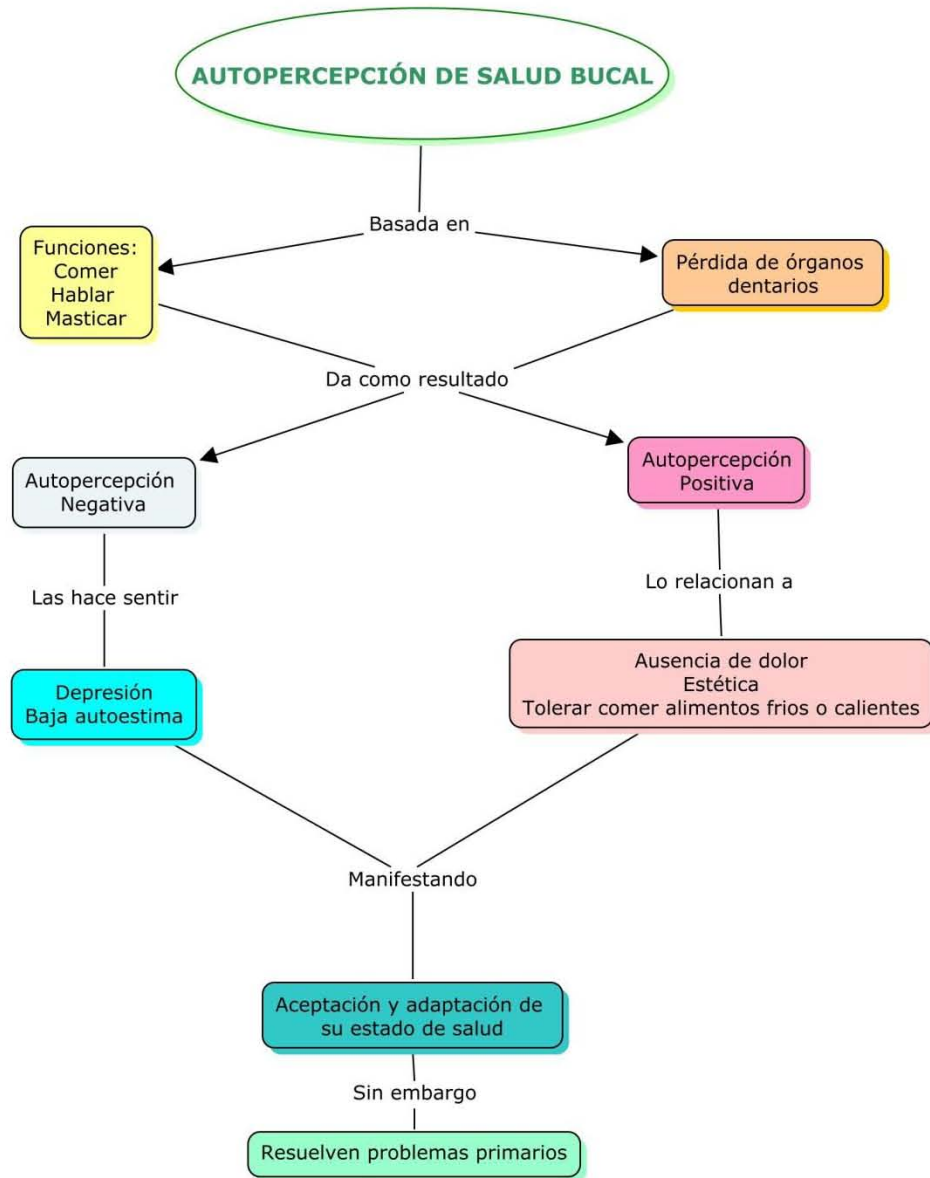 AUTOPERCEPCIÓN DE SALUD BUCAL
Basada en
Funciones:
Comer
Hablar
Masticar
Pérdida de órganos
dentarios
Da como resultado
Autopercepción
Negativa
Autopercepción
Positiva
Las hace sentir
Lo relacionan a
Depresión
Baja autoestima
Ausencia de dolor
Estética
Tolerar comer alimentos frios o calientes
Manifestando
Aceptación y adaptación de
su estado de salud
Sin embargo
Resuelven problemas primarios